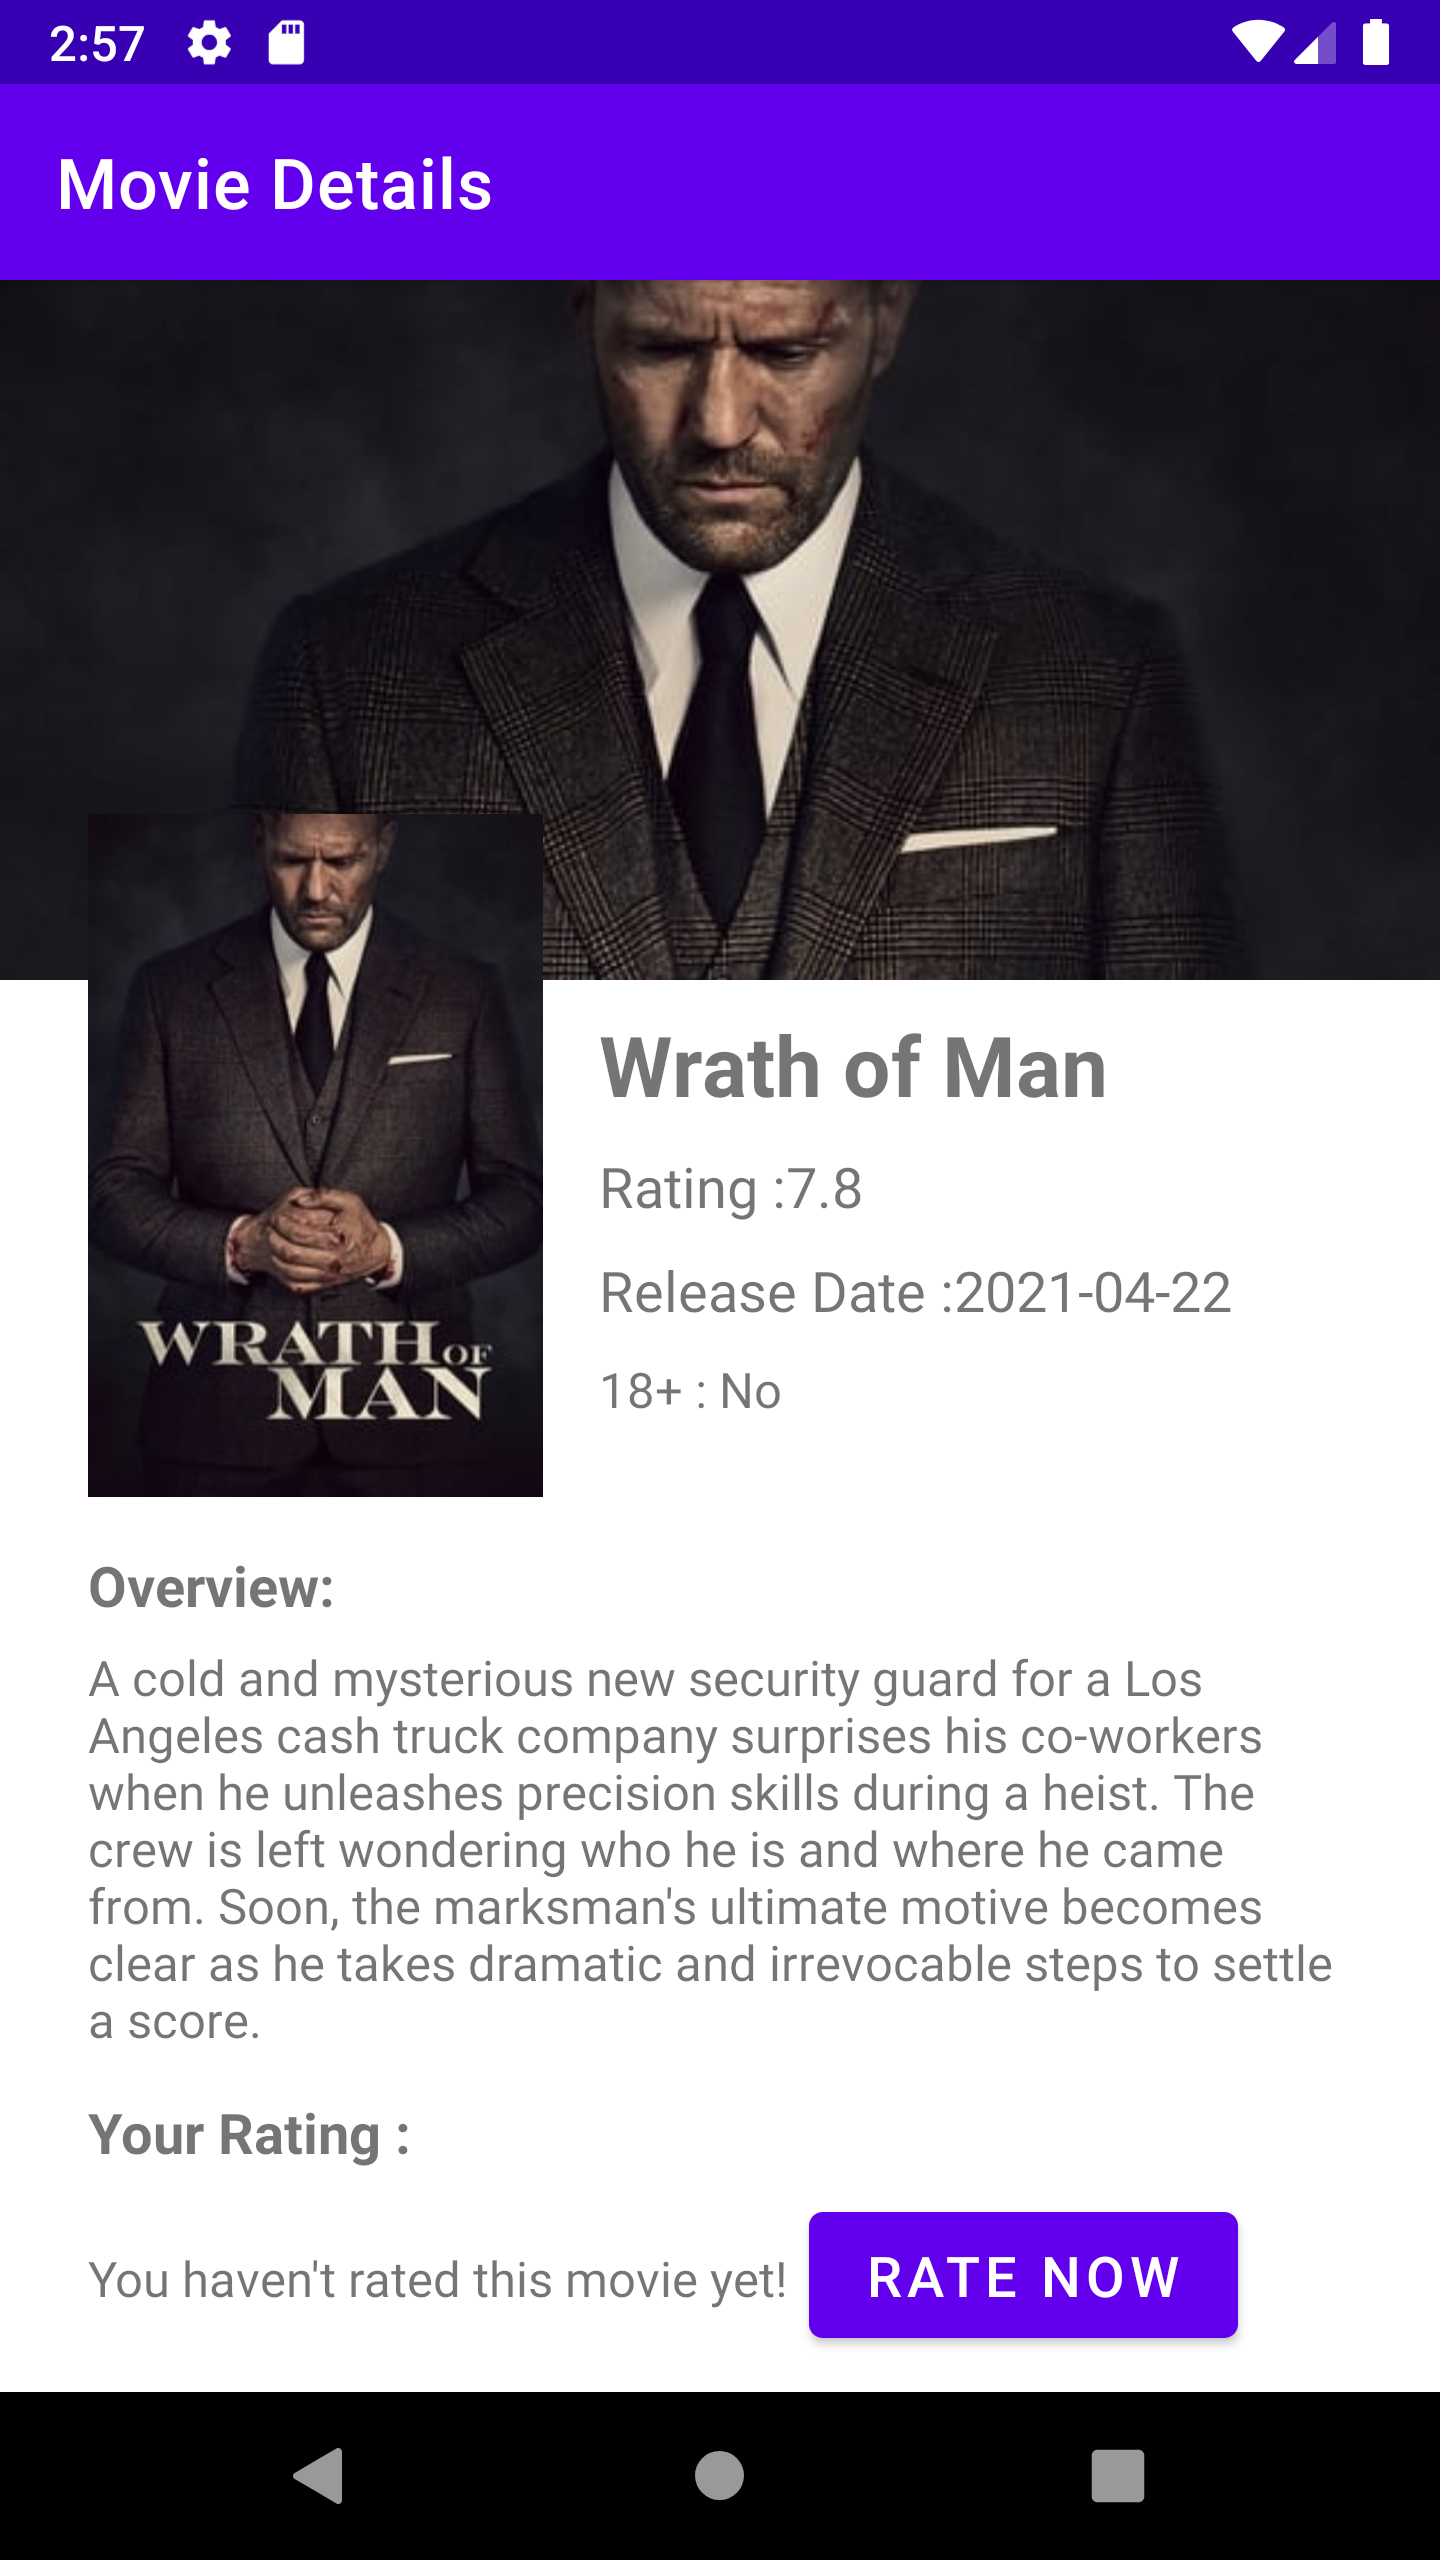 2:57
Movie Details
WRATH OF
MAN
Wrath of Man
Rating :7.8
Release Date :2021-04-22
18+ : No
Overview:
A cold and mysterious new security guard for a Los
Angeles cash truck company surprises his co-workers
when he unleashes precision skills during a heist. The
crew is left wondering who he is and where he came
from. Soon, the marksman's ultimate motive becomes
clear as he takes dramatic and irrevocable steps to settle
a score.
Your Rating :
You haven't rated this movie yet!
RATE NOW